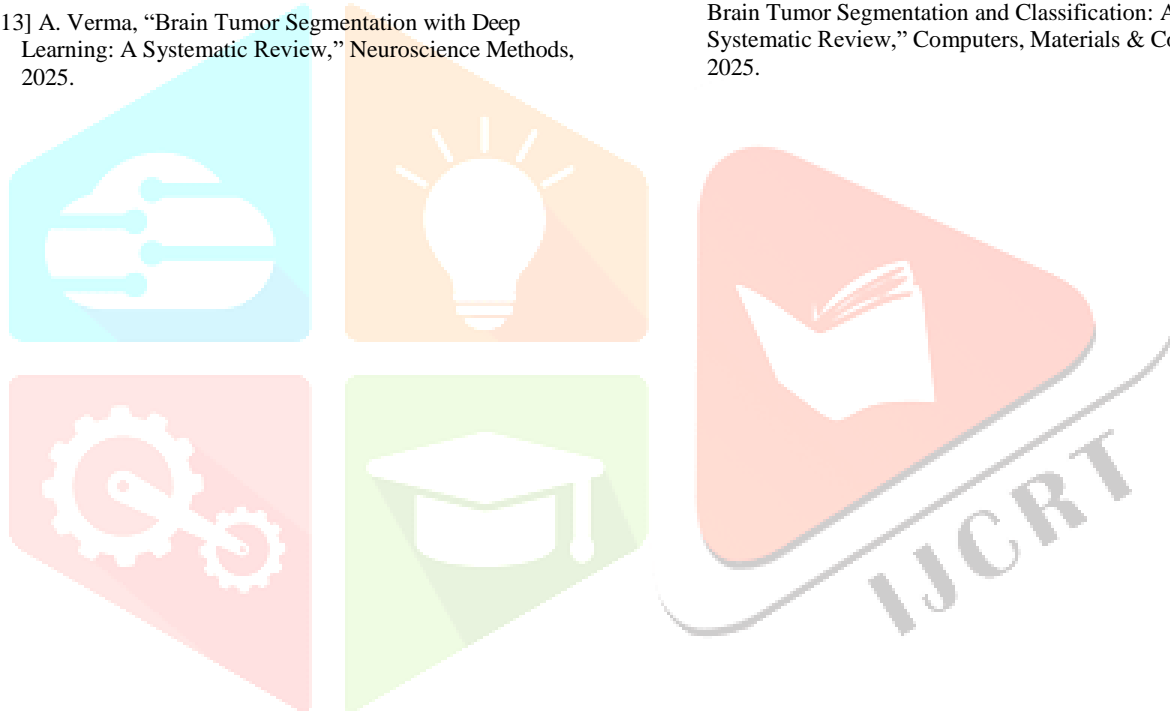 13] A. Verma, “Brain Tumor Segmentation with Deep
Learning: A Systematic Review,” Neuroscience Methods,
2025.
Brain Tumor Segmentation and Classification: A
Systematic Review,” Computers, Materials & Co
2025.
IJCRT